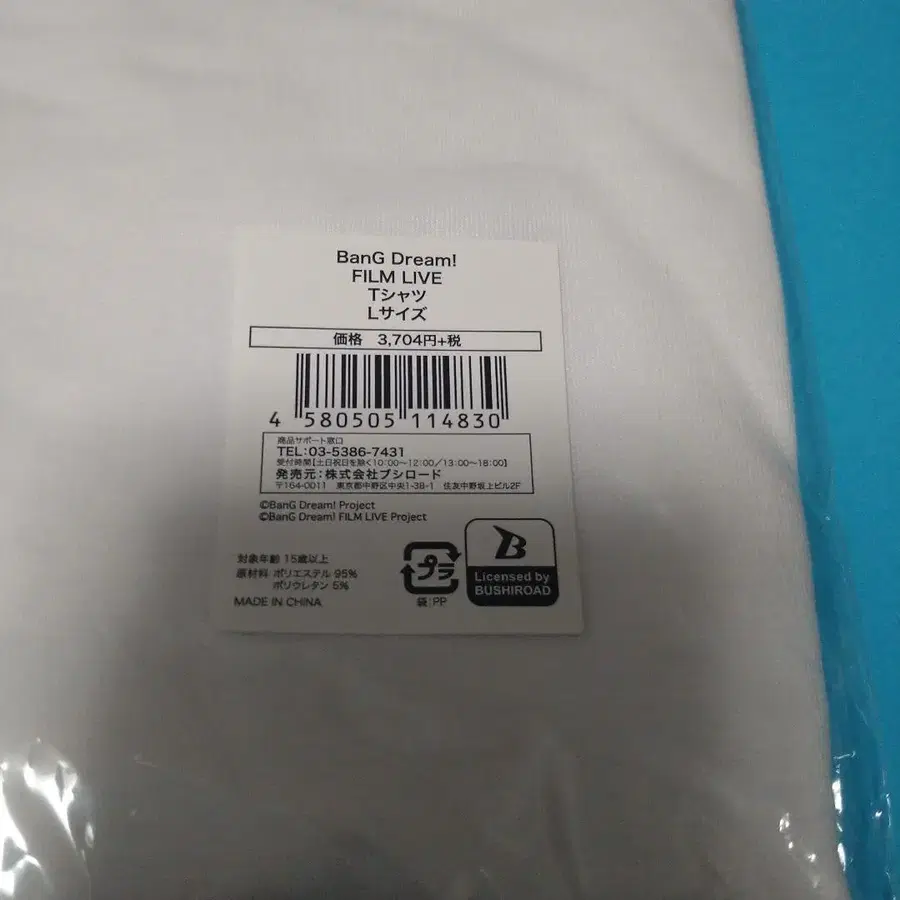 BanG Dream!
FILM LIVE
Tシャツ
Lサイズ
価格 3,704円+税
4 580505 114830
商品サポート窓口
TEL:03-5386-7431
受付時間【土日祝日を除く10:00〜12:00/13:00〜18:00】
発売元:株式会社ブシロード
〒164-0011 東京都中野区中央1-38-1 住友中野坂上ビル2F
©BanG Dream! Project
©BanG Dream! FILM LIVE Project
対象年齢 15歳以上
原材料 ポリエステル 95%
ポリウレタン 5%
MADE IN CHINA
プラ
袋:PP
B
Licensed by
BUSHIROAD